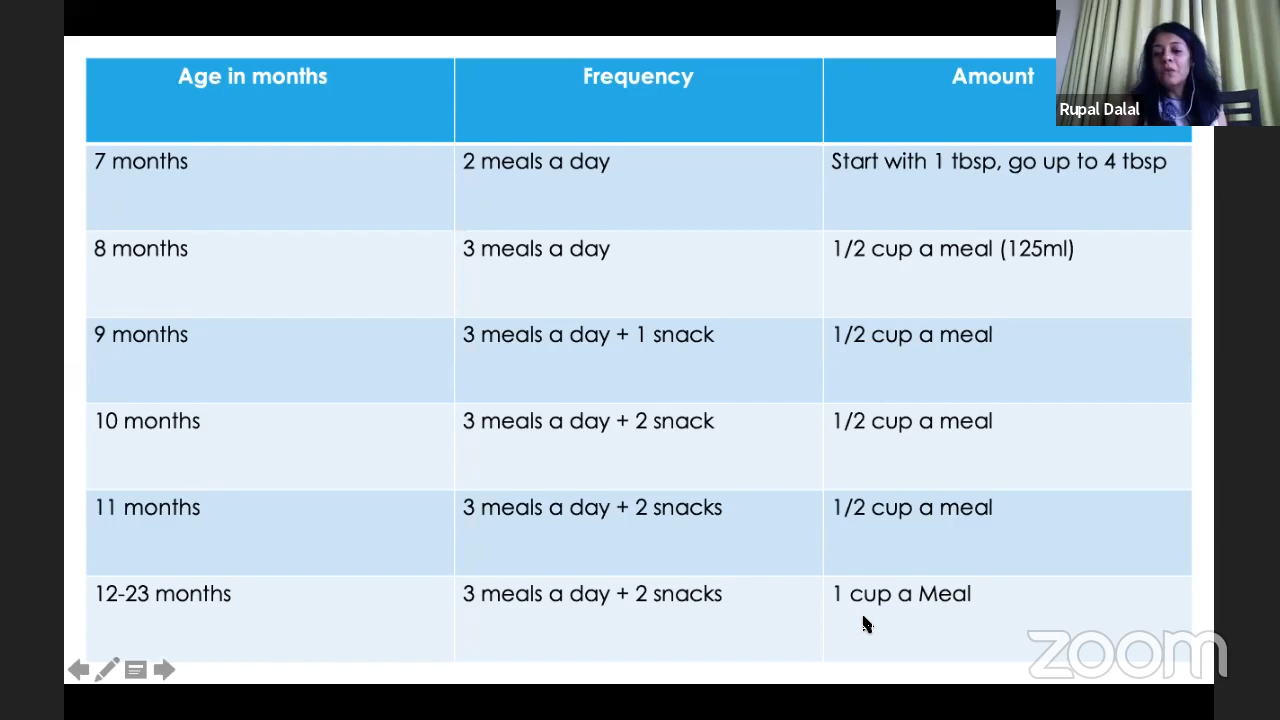 Age in months Frequency Amount
Rupal Dalal
7 months 2 meals a day Start with 1 tbsp, go up to 4 tbsp
8 months 3 meals a day 1/2 cup a meal (125ml)
9 months 3 meals a day + 1 snack 1/2 cup a meal
10 months 3 meals a day + 2 snack 1/2 cup a meal
11 months 3 meals a day + 2 snacks 1/2 cup a meal
12-23 months 3 meals a day + 2 snacks 1 cup a Meal
zoom